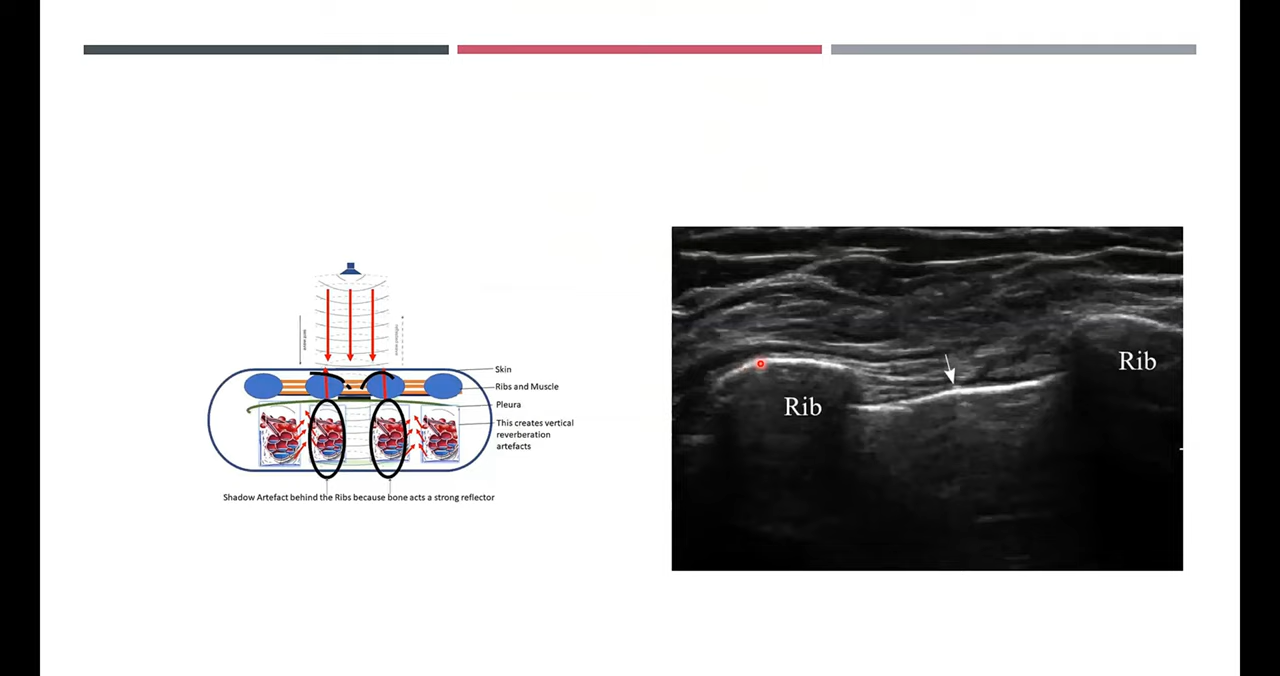 Skin
Ribs and Muscle
Pleura
This creates vertical
reverberation
artefacts
Shadow Artefact behind the Ribs because bone acts a strong reflector
Rib
Rib